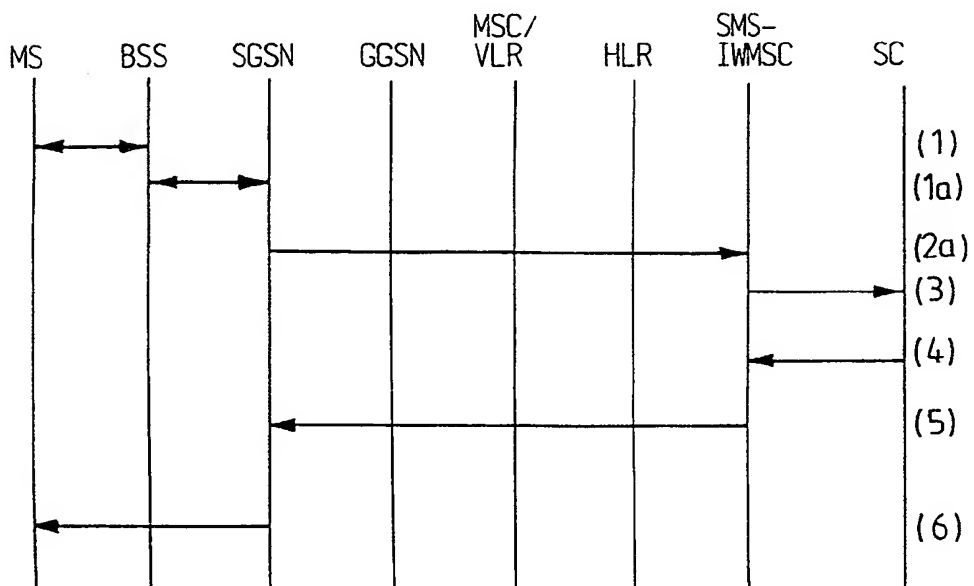 MS BSS SGSN GGSN MSC/ VLR HLR SMS- IWMSC SC
(1)
(1a)
(2a)
(3)
(4)
(5)
(6)